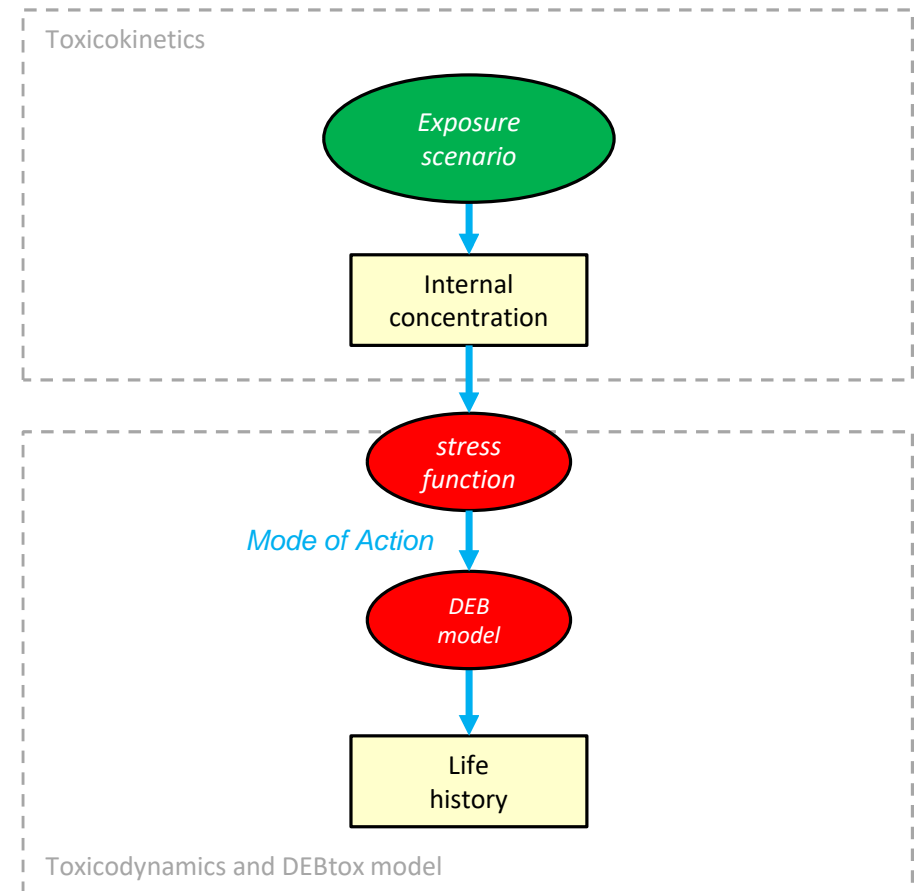 Toxicokinetics
Exposure
scenario
Internal
concentration
stress
function
Mode of Action
DEB
model
Life
history
Toxicodynamics and DEBtox model